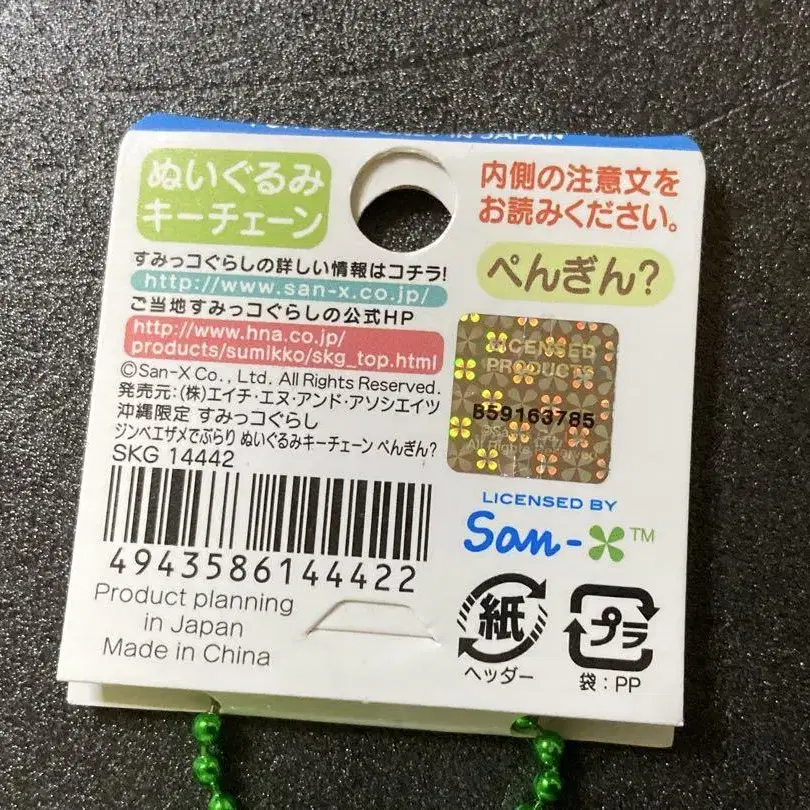 IN JAPAN
ぬいぐるみ
キーチェーン
内側の注意文を
お読みください。
すみっコぐらしの詳しい情報はコチラ!
http://www.san-x.co.jp/
ご当地すみっコぐらしの公式HP
http://www.hna.co.jp/
products/sumikko/skg_top.html
©San-X Co., Ltd. All Rights Reserved.
発売元:(株)エイチ・エヌ・アンド・アソシエイツ
沖縄限定 すみっコぐらし
ジンベエザメでぶらり ぬいぐるみキーチェーン ぺんぎん?
SKG 14442
4943586144422
Product planning
in Japan
Made in China
ぺんぎん?
LICENSED
PRODUCTS
B59163785
LICENSED BY
San-X™
紙
ヘッダー
プラ
袋:PP